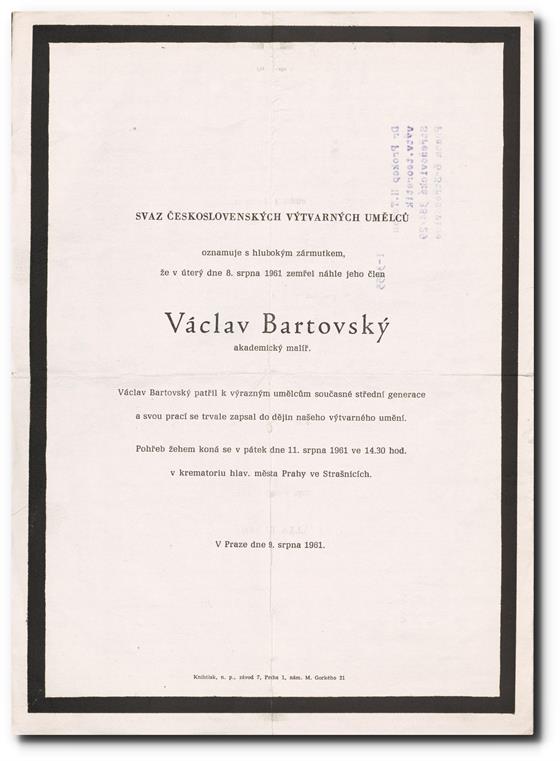 SVAZ ČESKOSLOVENSKÝCH VÝTVARNÝCH UMĚLCŮ
oznamuje s hlubokým zármutkem,
že v úterý dne 8. srpna 1961 zemřel náhle jeho člen
Václav Bartovský
akademický malíř.
Václav Bartovský patřil k výrazným umělcům současné střední generace
a svou prací se trvale zapsal do dějin našeho výtvarného umění.
Pohřeb žehem koná se v pátek dne 11. srpna 1961 ve 14.30 hod.
v krematoriu hlav. města Prahy ve Strašnicích.
V Praze dne 9. srpna 1961.
Knihtisk, n. p., závod 7, Praha 1, nám. M. Gorkého 21